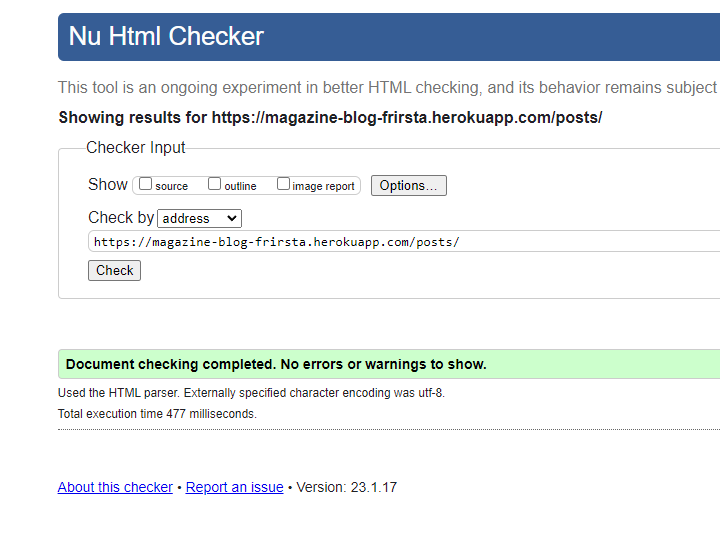 Nu Html Checker
This tool is an ongoing experiment in better HTML checking, and its behavior remains subject
Showing results for https://magazine-blog-frirsta.herokuapp.com/posts/
Checker Input
Show source outline image report Options...
Check by address
https://magazine-blog-frirsta.herokuapp.com/posts/
Check
Document checking completed. No errors or warnings to show.
Used the HTML parser. Externally specified character encoding was utf-8.
Total execution time 477 milliseconds.
About this checker • Report an issue • Version: 23.1.17